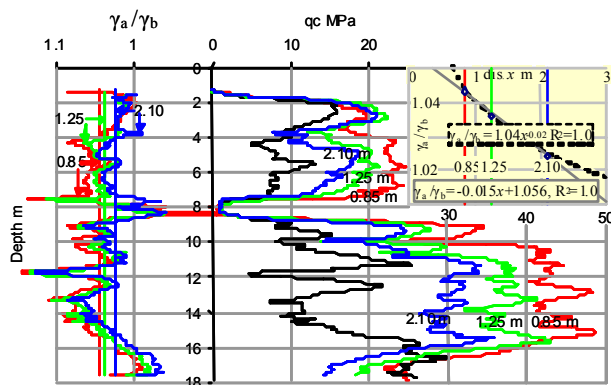 γa/γb qc MPa
1.1 1 0 10 20
0 dis.x m
0 1 2 3
2 2.10
1.04
1.25
4 γa/γb γa/γb=1.04x-0.02 R2=1.0
0.85 2.10 m
1.25 m
0.85 m
0.85 1.25 2.10
1.02
6 γa/γb=-0.015x+1.056, R2=1.0
8
30 40 50
Depth m
10
12
14 2.10 m 1.25 m 0.85 m
16
18